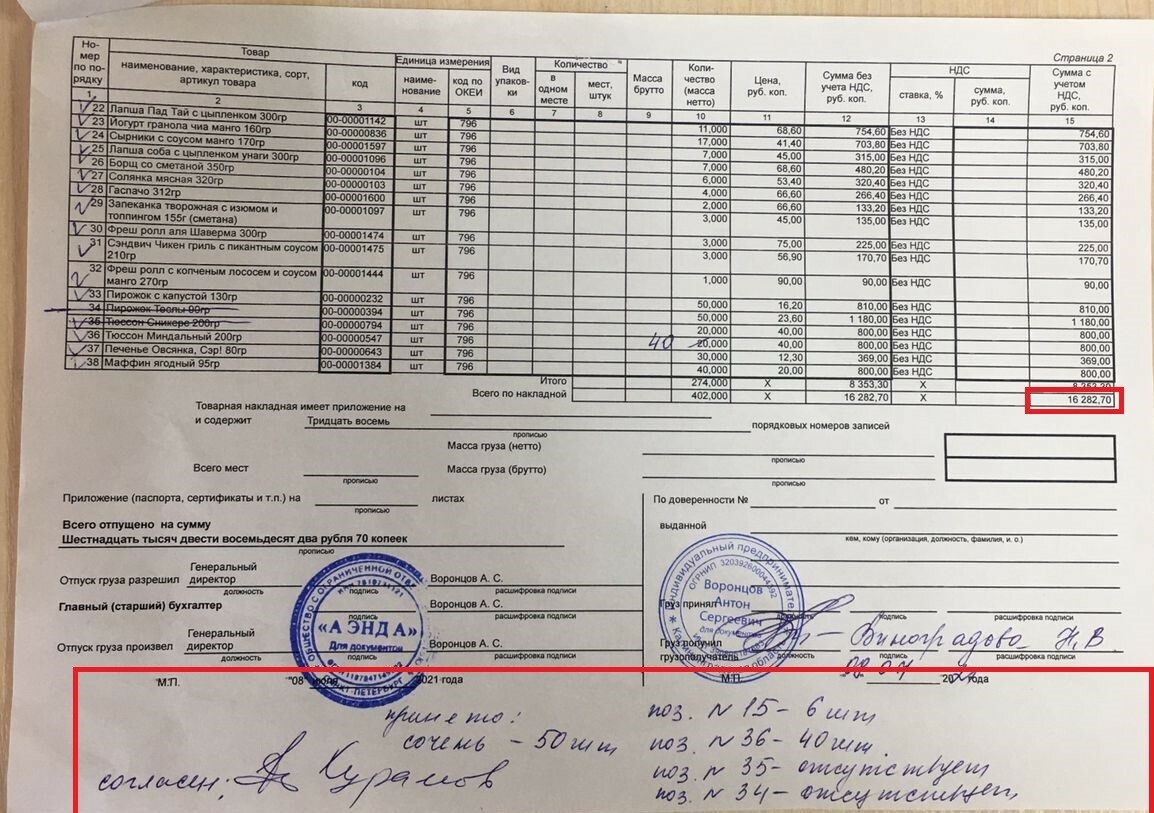 Страница 2
Но-мер по по-рядку Товар Единица измерения Вид упаков-ки Количество Масса брутто Коли-чество (масса нетто) Цена, руб. коп. Сумма без учета НДС, руб. коп. НДС Сумма с учетом НДС, руб. коп.
наименование, характеристика, сорт, артикул товара код наиме-нование код по ОКЕИ в одном месте мест, штук ставка, % сумма, руб. коп.
1 2 3 4 5 6 7 8 9 10 11 12 13 14 15
22 Лапша Пад Тай с цыпленком 300гр 00-00001142 шт 796 11,000 68,60 754,60 Без НДС 754,60
23 Йогурт гранола чиа манго 160гр 00-00000836 шт 796 17,000 41,40 703,80 Без НДС 703,80
24 Сырники с соусом манго 170гр 00-00001597 шт 796 7,000 45,00 315,00 Без НДС 315,00
25 Лапша соба с цыпленком унаги 300гр 00-00001096 шт 796 7,000 68,60 480,20 Без НДС 480,20
26 Борщ со сметаной 350гр 00-00000104 шт 796 6,000 53,40 320,40 Без НДС 320,40
27 Солянка мясная 320гр 00-00000103 шт 796 4,000 66,60 266,40 Без НДС 266,40
28 Гаспачо 312гр 00-00001600 шт 796 2,000 66,60 133,20 Без НДС 133,20
29 Запеканка творожная с изюмом и топпингом 155г (сметана) 00-00001097 шт 796 3,000 45,00 135,00 Без НДС 135,00
30 Фреш ролл аля Шаверма 300гр 00-00001474 шт 796 3,000 75,00 225,00 Без НДС 225,00
31 Сэндвич Чикен гриль с пикантным соусом 210гр 00-00001475 шт 796 3,000 56,90 170,70 Без НДС 170,70
32 Фреш ролл с копченым лососем и соусом манго 270гр 00-00001444 шт 796 1,000 90,00 90,00 Без НДС 90,00
33 Пирожок с капустой 130гр 00-00000232 шт 796 50,000 16,20 810,00 Без НДС 810,00
34 Пирожок Теслы 90гр 00-00000394 шт 796 50,000 23,60 1 180,00 Без НДС 1 180,00
35 Тюссон Сникерс 200гр 00-00000794 шт 796 20,000 40,00 800,00 Без НДС 800,00
36 Тюссон Миндальный 200гр 00-00000547 шт 796 40 20,000 40,00 800,00 Без НДС 800,00
37 Печенье Овсянка, Сэр! 80гр 00-00000643 шт 796 30,000 12,30 369,00 Без НДС 369,00
38 Маффин ягодный 95гр 00-00001384 шт 796 40,000 20,00 800,00 Без НДС 800,00
Итого 274,000 Х 8 353,30 Х 8 353,30
Всего по накладной 402,000 Х 16 282,70 Х 16 282,70
Товарная накладная имеет приложение на
и содержит Тридцать восемь порядковых номеров записей
прописью
Масса груза (нетто)
прописью
Всего мест Масса груза (брутто)
прописью прописью
Приложение (паспорта, сертификаты и т.п.) на листах
прописью
По доверенности № от
Всего отпущено на сумму
Шестнадцать тысяч двести восемьдесят два рубля 70 копеек
прописью
выданной
кем, кому (организация, должность, фамилия, и. о.)
Отпуск груза разрешил Генеральный директор Воронцов А. С.
должность подпись расшифровка подписи
Главный (старший) бухгалтер Воронцов А. С.
подпись расшифровка подписи
Отпуск груза произвел Генеральный директор Воронцов А. С.
должность подпись расшифровка подписи
Груз принял
должность подпись расшифровка подписи
Груз получил грузополучатель Виноградова Н,В
должность подпись расшифровка подписи
ОБЩЕСТВО С ОГРАНИЧЕННОЙ ОТВЕ
«А ЭНДА»
Для документов
САНКТ ПЕТЕРБУРГ
Индивидуальный предприниматель
ОГРНИП 320392600044392
Воронцов
Антон
Сергеевич
для документов
М.П. "08" июля 2021 года
М.П. 20 года
принято:
сочень - 50шт
согласен: Курамов
поз. N 15 - 6 шт
поз. N 36 - 40 шт.
поз. N 35 - отсутствует
поз. N 34 - отсутствует